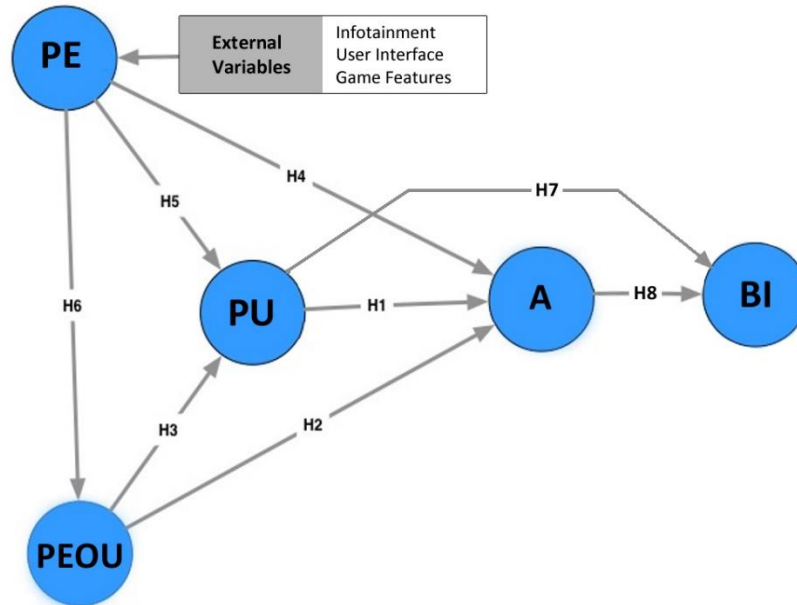 PE
External
Variables
Infotainment
User Interface
Game Features
H4
H5
H7
H6
PU
H1
A
H8
BI
H3
H2
PEOU